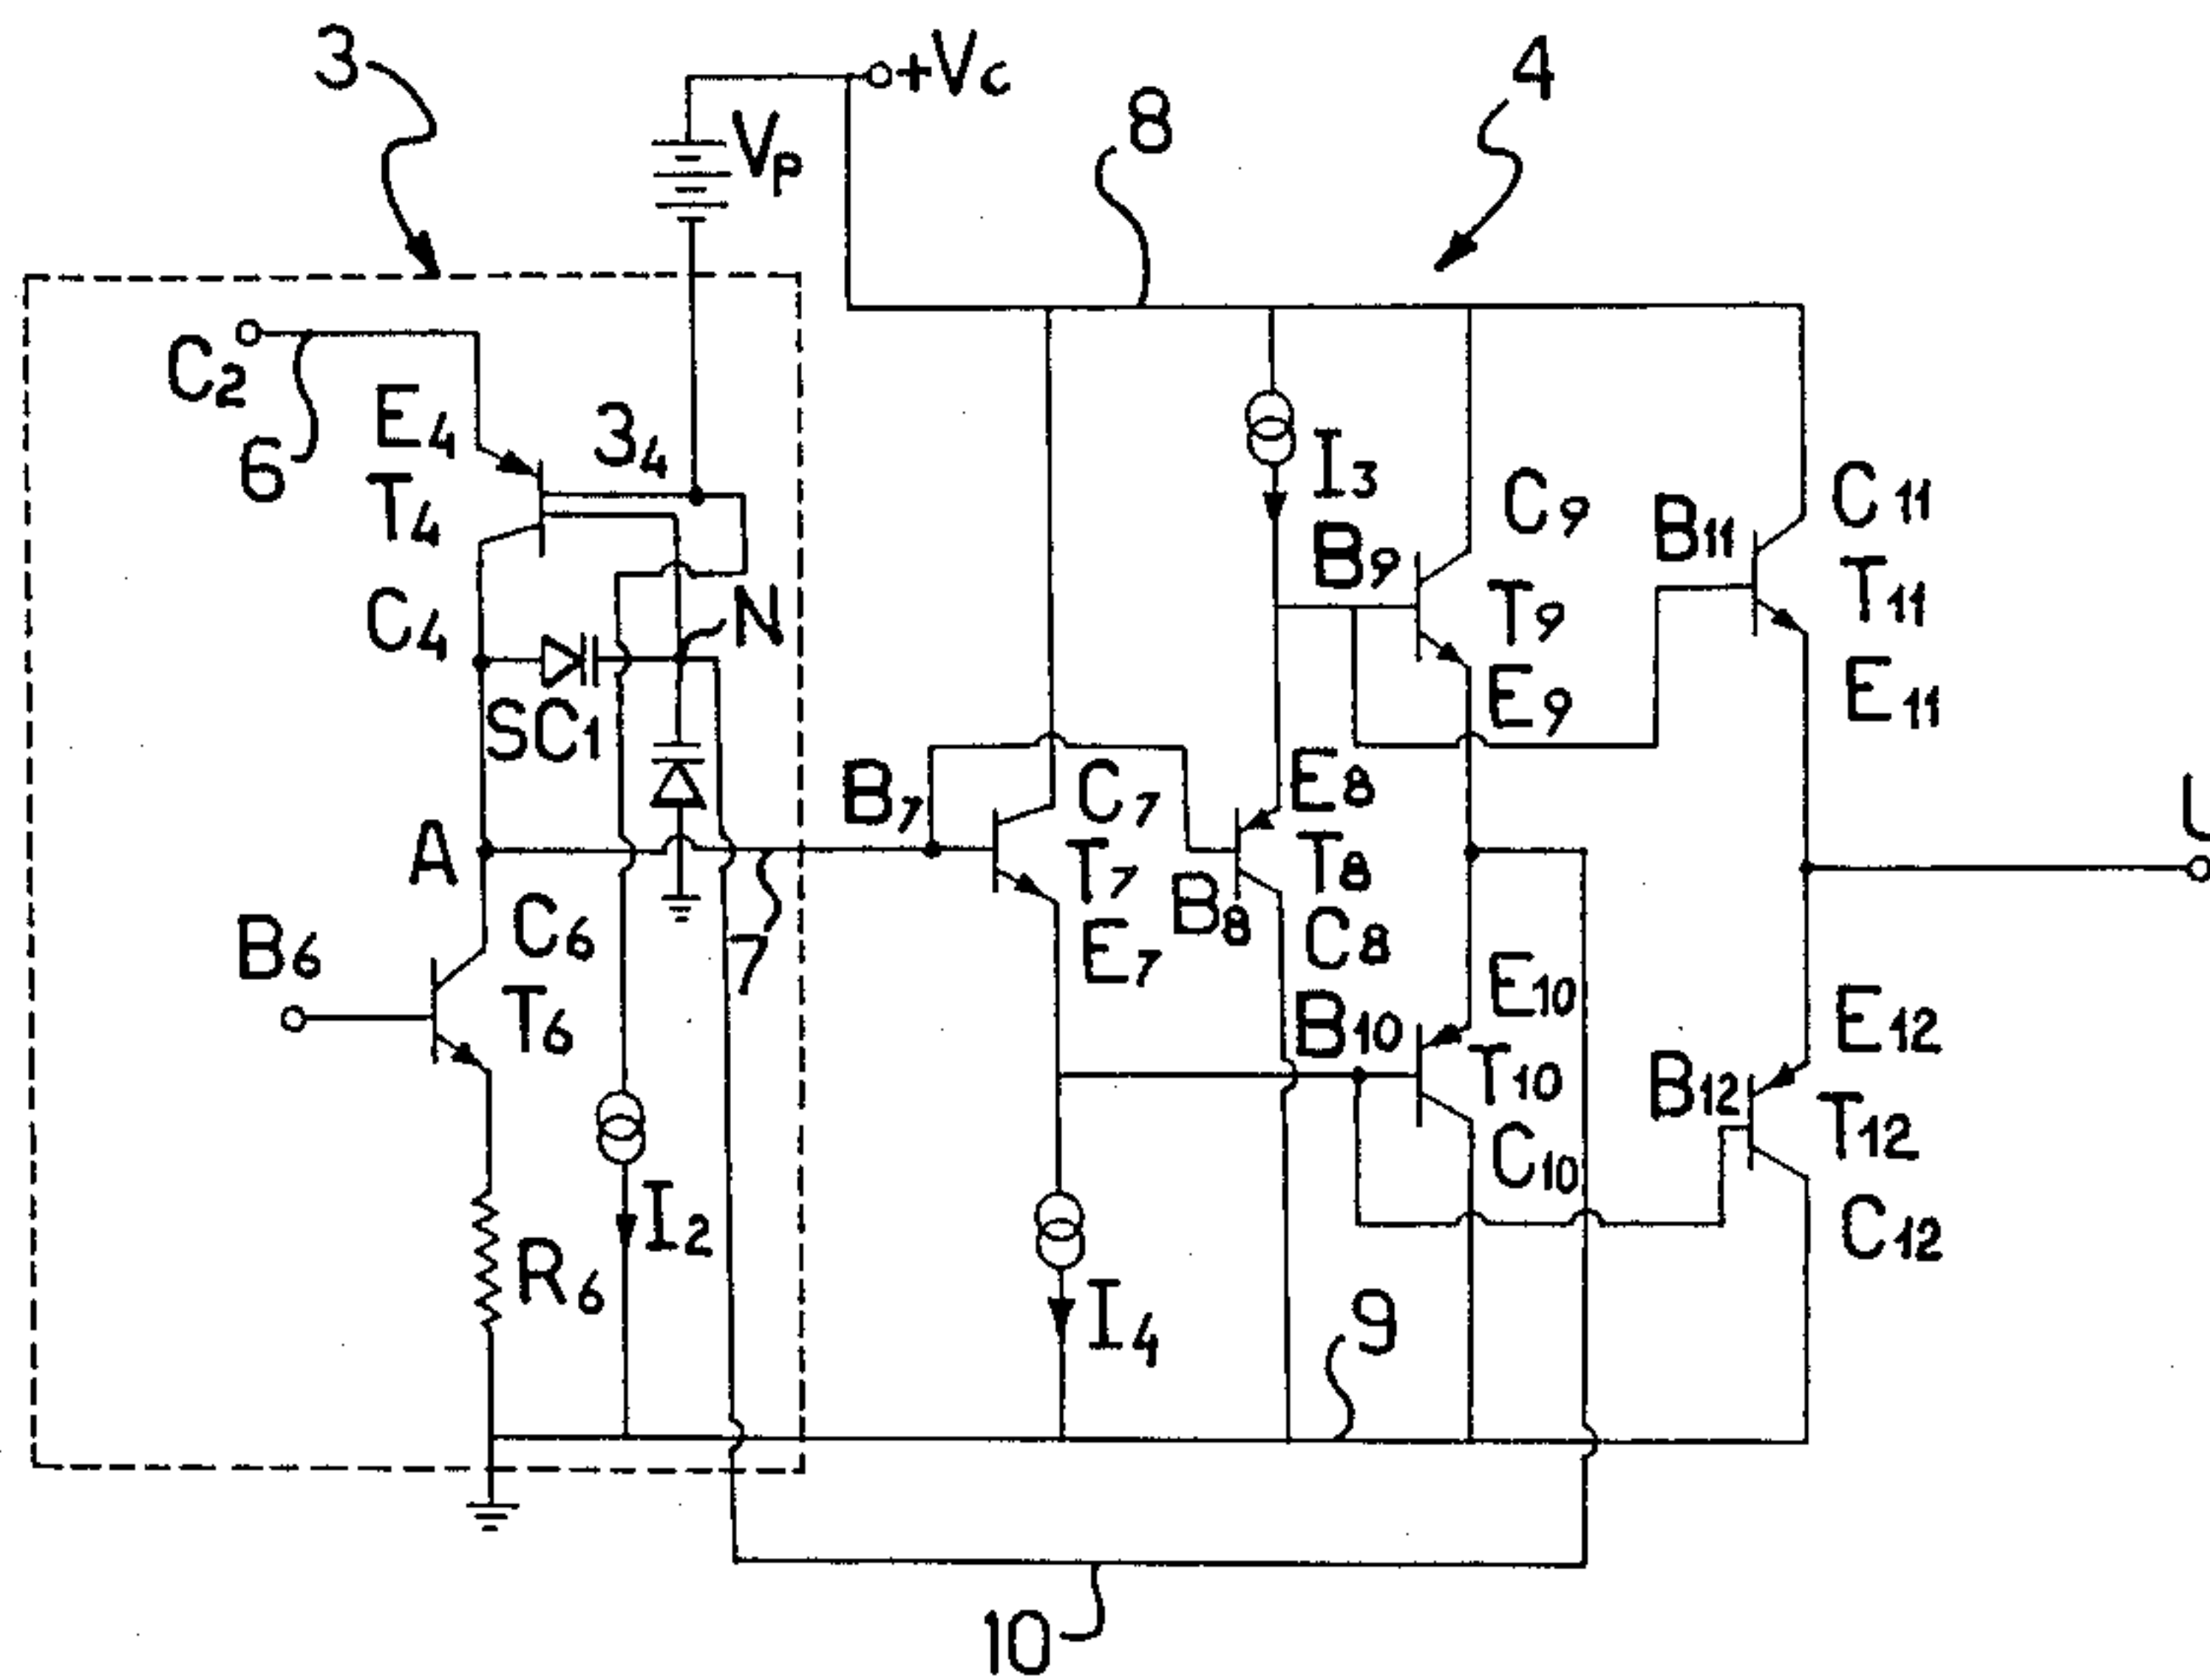 3
+Vc
Vp
8
4
C2
6
E4
34
T4
C4
N
SC1
I3
B9
C9
T9
E9
B11
C11
T11
E11
A
B7
C7
T7
E7
E8
T8
B8
C8
U
B6
C6
T6
7
B10
E10
T10
C10
B12
E12
T12
C12
R6
I2
I4
9
10